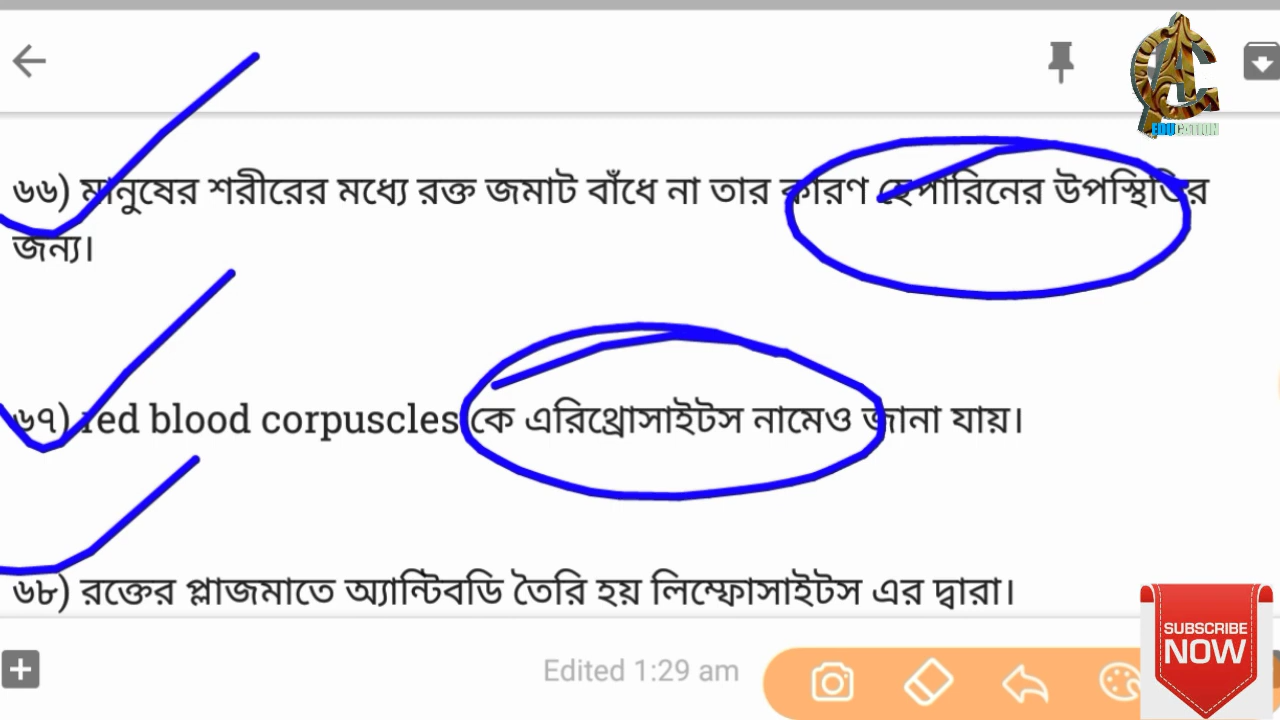 EDUCATION
৬৬) মানুষের শরীরের মধ্যে রক্ত জমাট বাঁধে না তার কারণ হেপারিনের উপস্থিতির
জন্য।
৬৭) red blood corpuscles কে এরিথ্রোসাইটস নামেও জানা যায়।
৬৮) রক্তের প্লাজমাতে অ্যান্টিবডি তৈরি হয় লিম্ফোসাইটস এর দ্বারা।
Edited 1:29 am
SUBSCRIBE
NOW